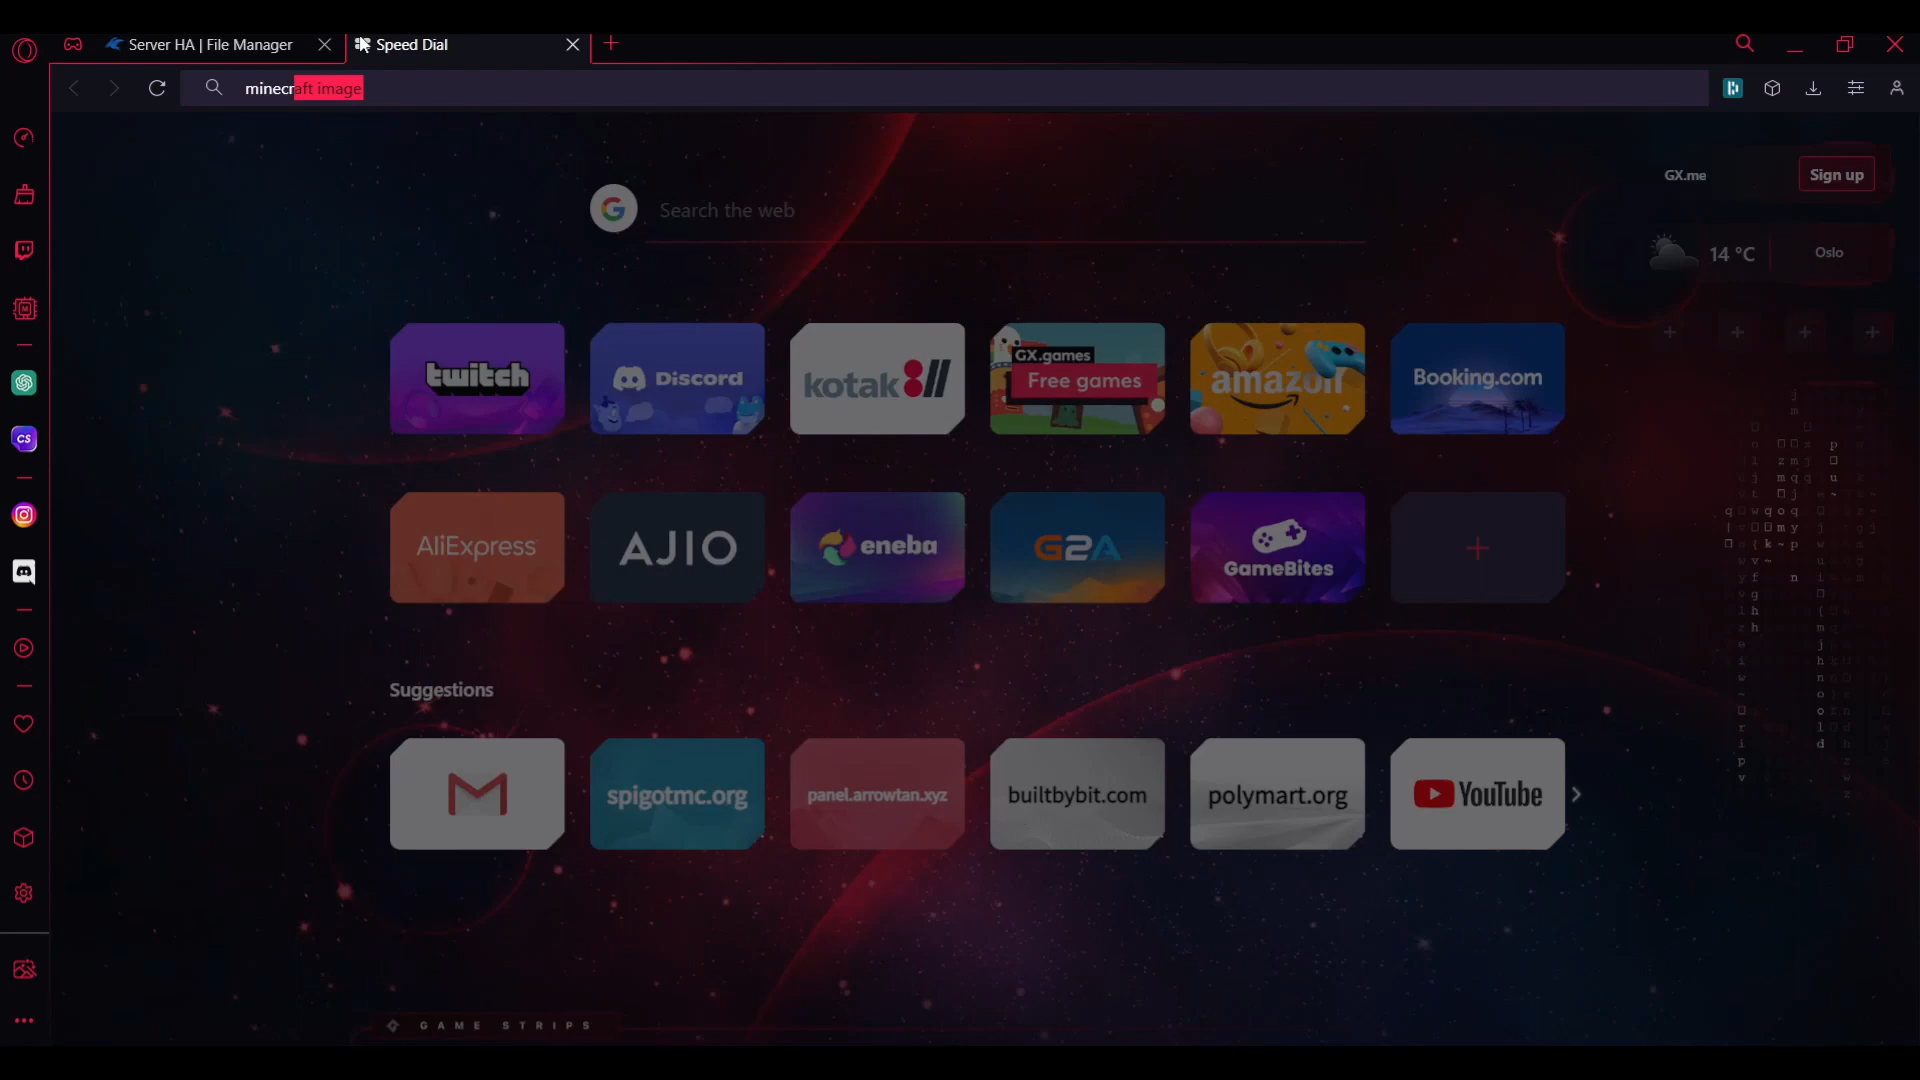 Server HA | File Manager
Speed Dial
minecraft image
GX.me
Sign up
Search the web
14 °C
Oslo
twitch
Discord
kotak
GX.games
Free games
amazon
Booking.com
AliExpress
AJIO
eneba
G2A
GameBites
CS
Suggestions
spigotmc.org
panel.arrowtan.xyz
builtbybit.com
polymart.org
YouTube
GAME STRIPS